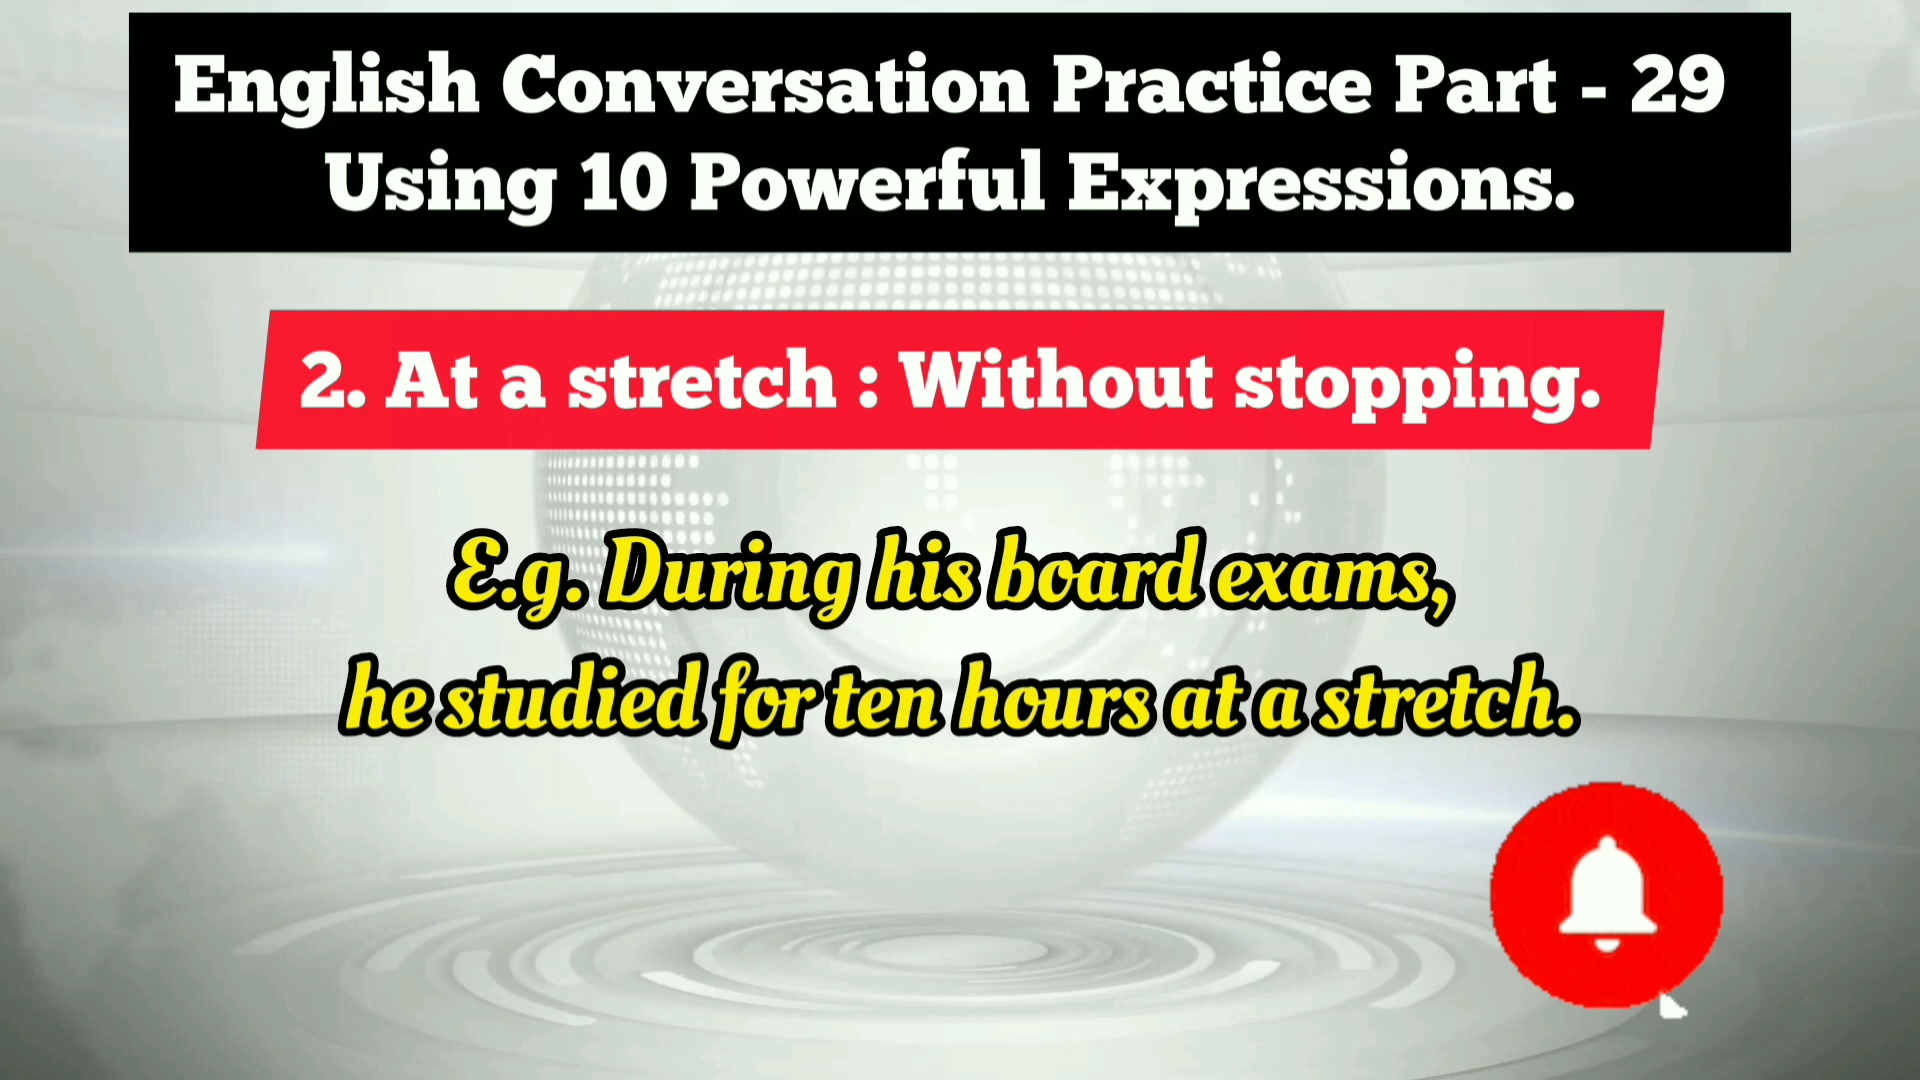 English Conversation Practice Part - 29
Using 10 Powerful Expressions.
2. At a stretch : Without stopping.
E.g. During his board exams,
he studied for ten hours at a stretch.